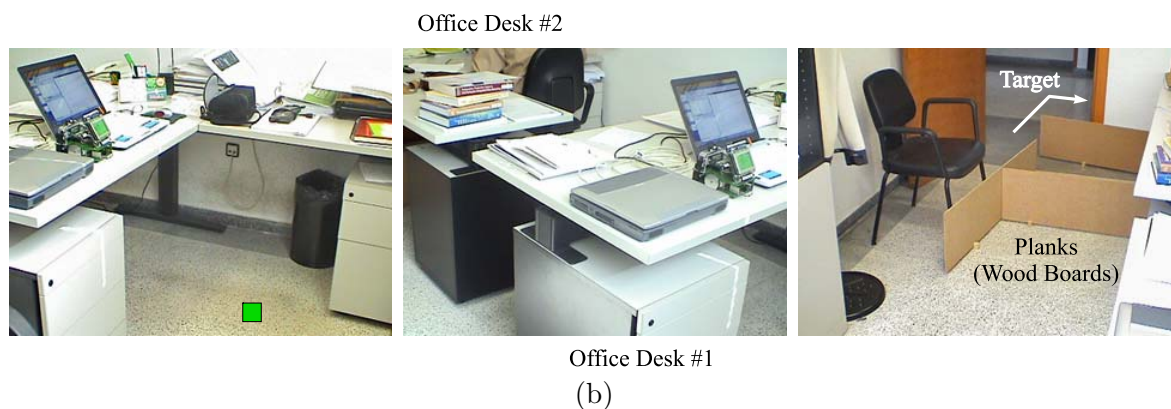 Office Desk #2
Target
Planks
(Wood Boards)
Office Desk #1
(b)